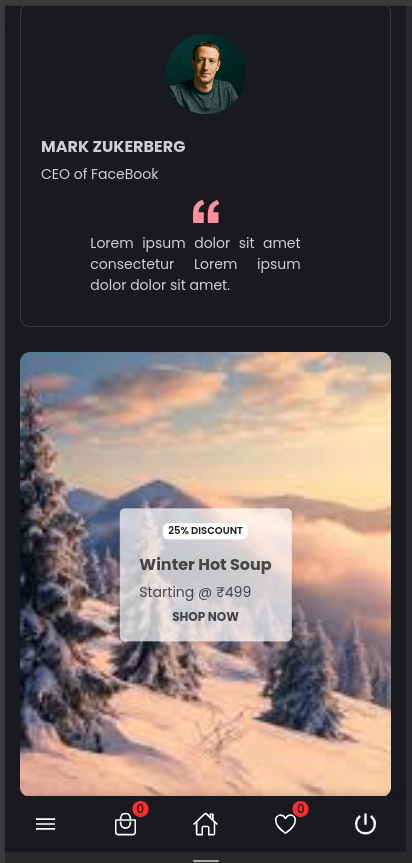 MARK ZUKERBERG
CEO of FaceBook
Lorem ipsum dolor sit amet
consectetur Lorem ipsum
dolor dolor sit amet.
25% DISCOUNT
Winter Hot Soup
Starting @ ₹499
SHOP NOW
0 0